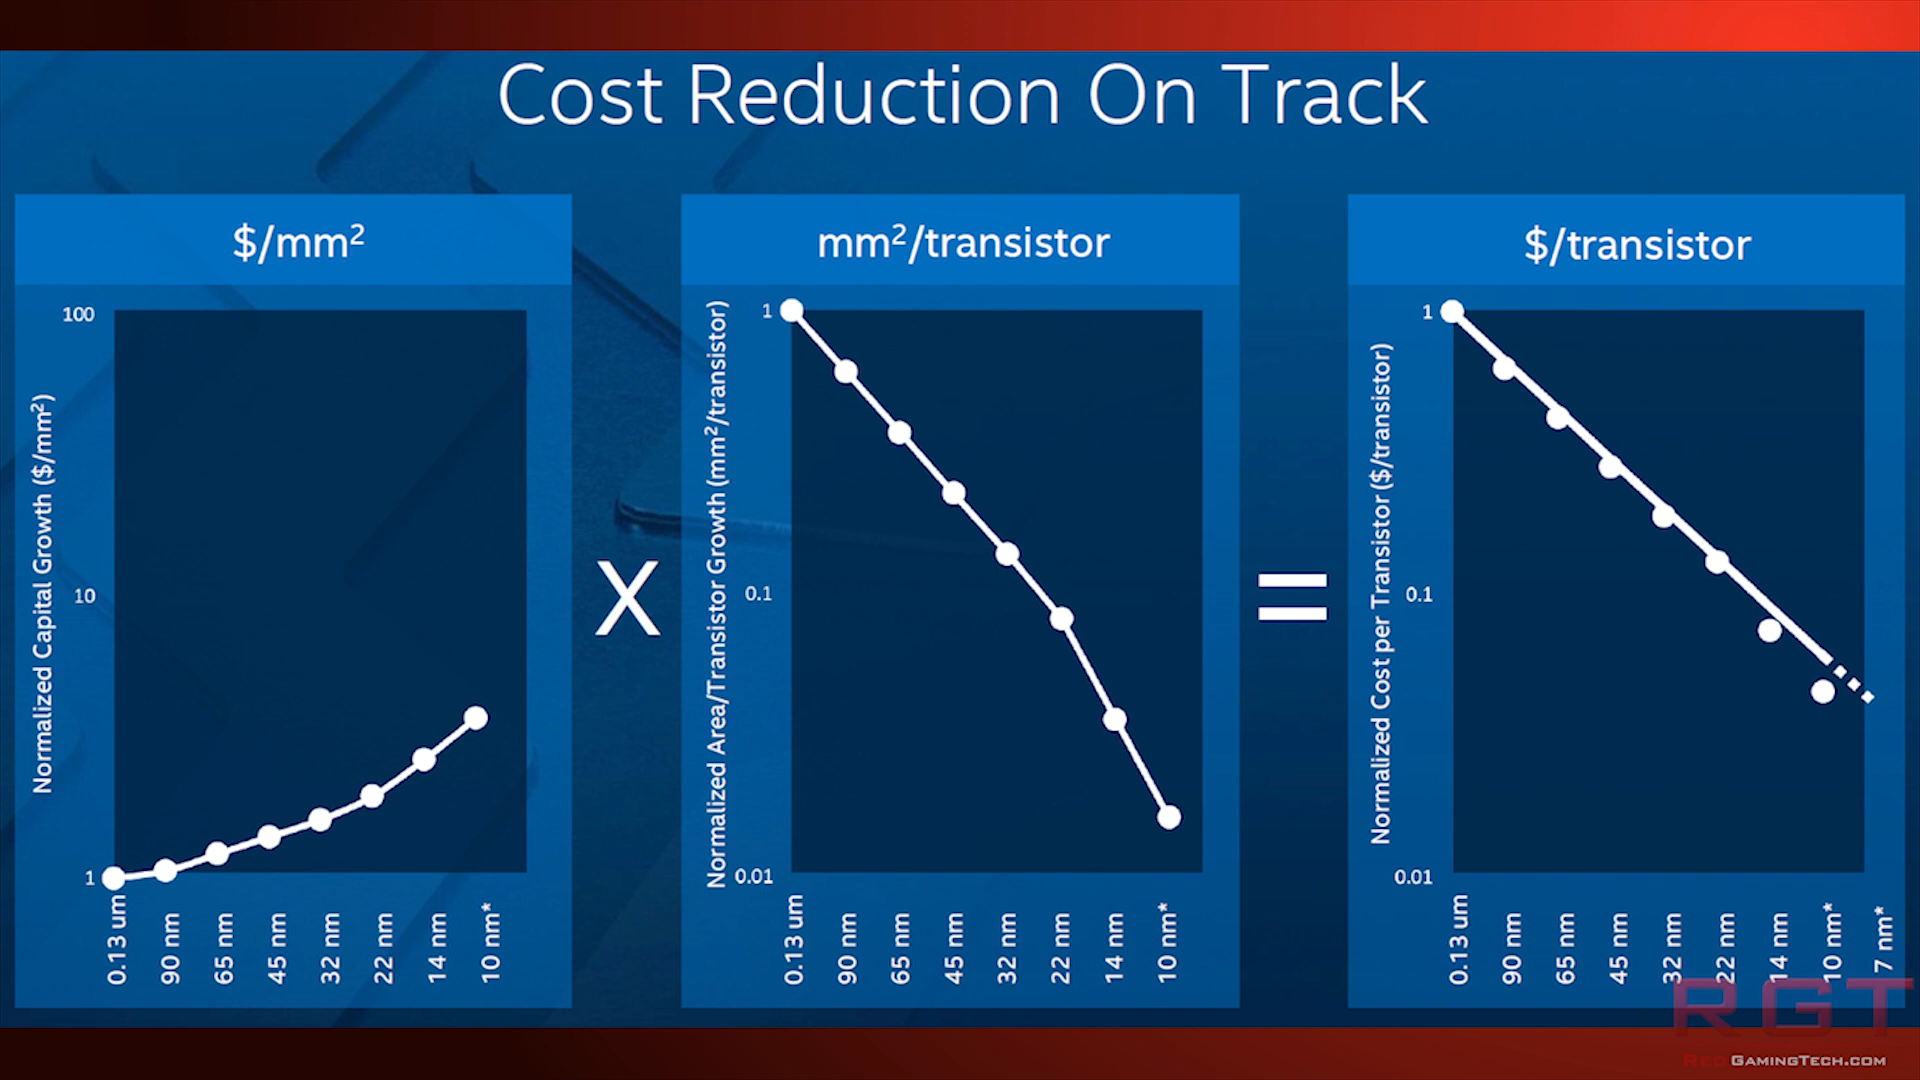 Cost Reduction On Track
$/mm²
Normalized Capital Growth ($/mm²)
100
10
1
0.13 um
90 nm
65 nm
45 nm
32 nm
22 nm
14 nm
10 nm*
X
mm²/transistor
Normalized Area/Transistor Growth (mm²/transistor)
1
0.1
0.01
0.13 um
90 nm
65 nm
45 nm
32 nm
22 nm
14 nm
10 nm*
=
$/transistor
Normalized Cost per Transistor ($/transistor)
1
0.1
0.01
0.13 um
90 nm
65 nm
45 nm
32 nm
22 nm
14 nm
10 nm*
7 nm*
RGT
RedGamingTech.com